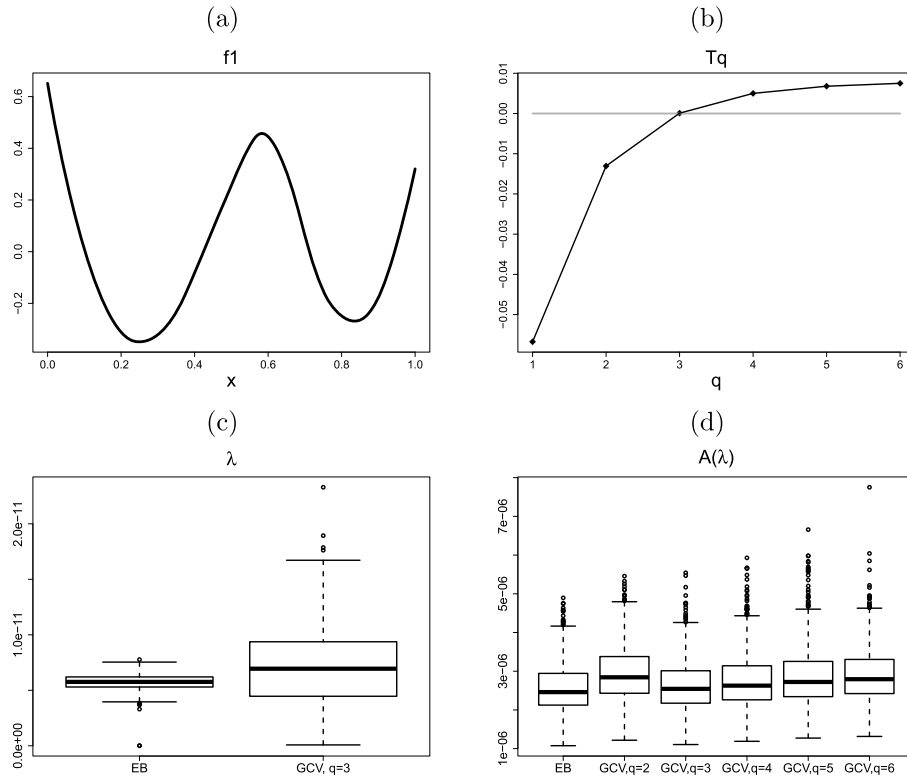 (a)
f1
0.6
0.4
0.2
0.0
−0.2
0.0 0.2 0.4 0.6 0.8 1.0
x
(b)
Tq
0.01
0.00
−0.01
−0.02
−0.03
−0.04
−0.05
1 2 3 4 5 6
q
(c)
λ
2.0e−11
1.0e−11
0.0e+00
EB GCV, q=3
(d)
A(λ)
7e−06
5e−06
3e−06
1e−06
EB GCV,q=2 GCV,q=3 GCV,q=4 GCV,q=5 GCV,q=6